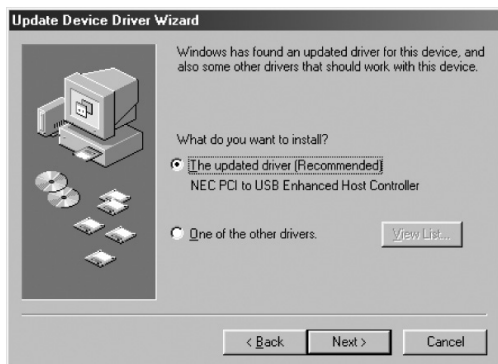 Update Device Driver Wizard
Windows has found an updated driver for this device, and
also some other drivers that should work with this device.
What do you want to install?
The updated driver (Recommended)
NEC PCI to USB Enhanced Host Controller
One of the other drivers.
View List...
< Back
Next >
Cancel